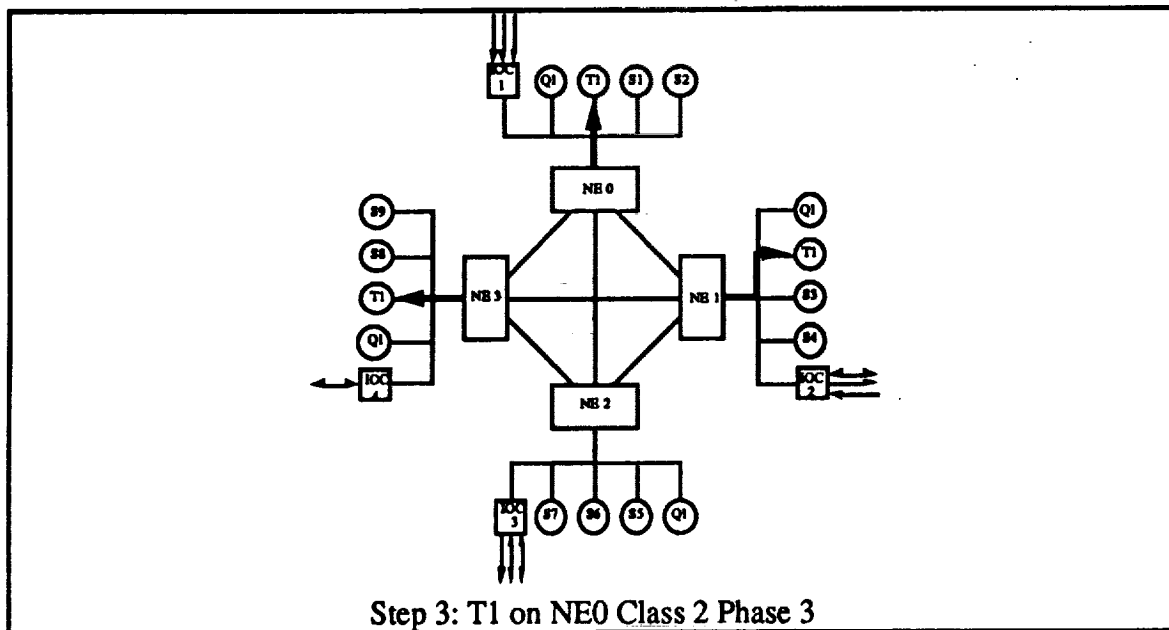 IOC
1
Q1
T1
S1
S2
NE 0
S9
S8
T1
Q1
IOC
4
NE 3
NE 1
Q1
T1
S3
S4
IOC
2
NE 2
IOC
3
S7
S6
S5
Q1
Step 3: T1 on NE0 Class 2 Phase 3